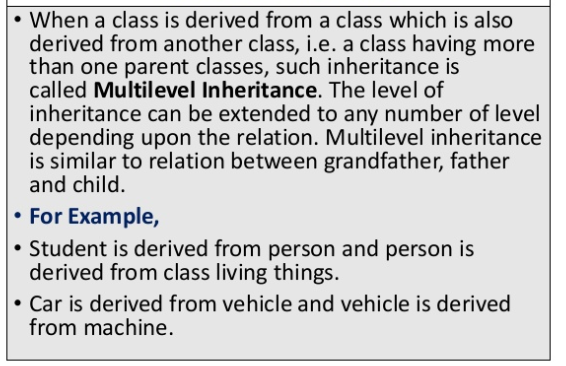 • When a class is derived from a class which is also
derived from another class, i.e. a class having more
than one parent classes, such inheritance is
called Multilevel Inheritance. The level of
inheritance can be extended to any number of level
depending upon the relation. Multilevel inheritance
is similar to relation between grandfather, father
and child.
• For Example,
• Student is derived from person and person is
derived from class living things.
• Car is derived from vehicle and vehicle is derived
from machine.